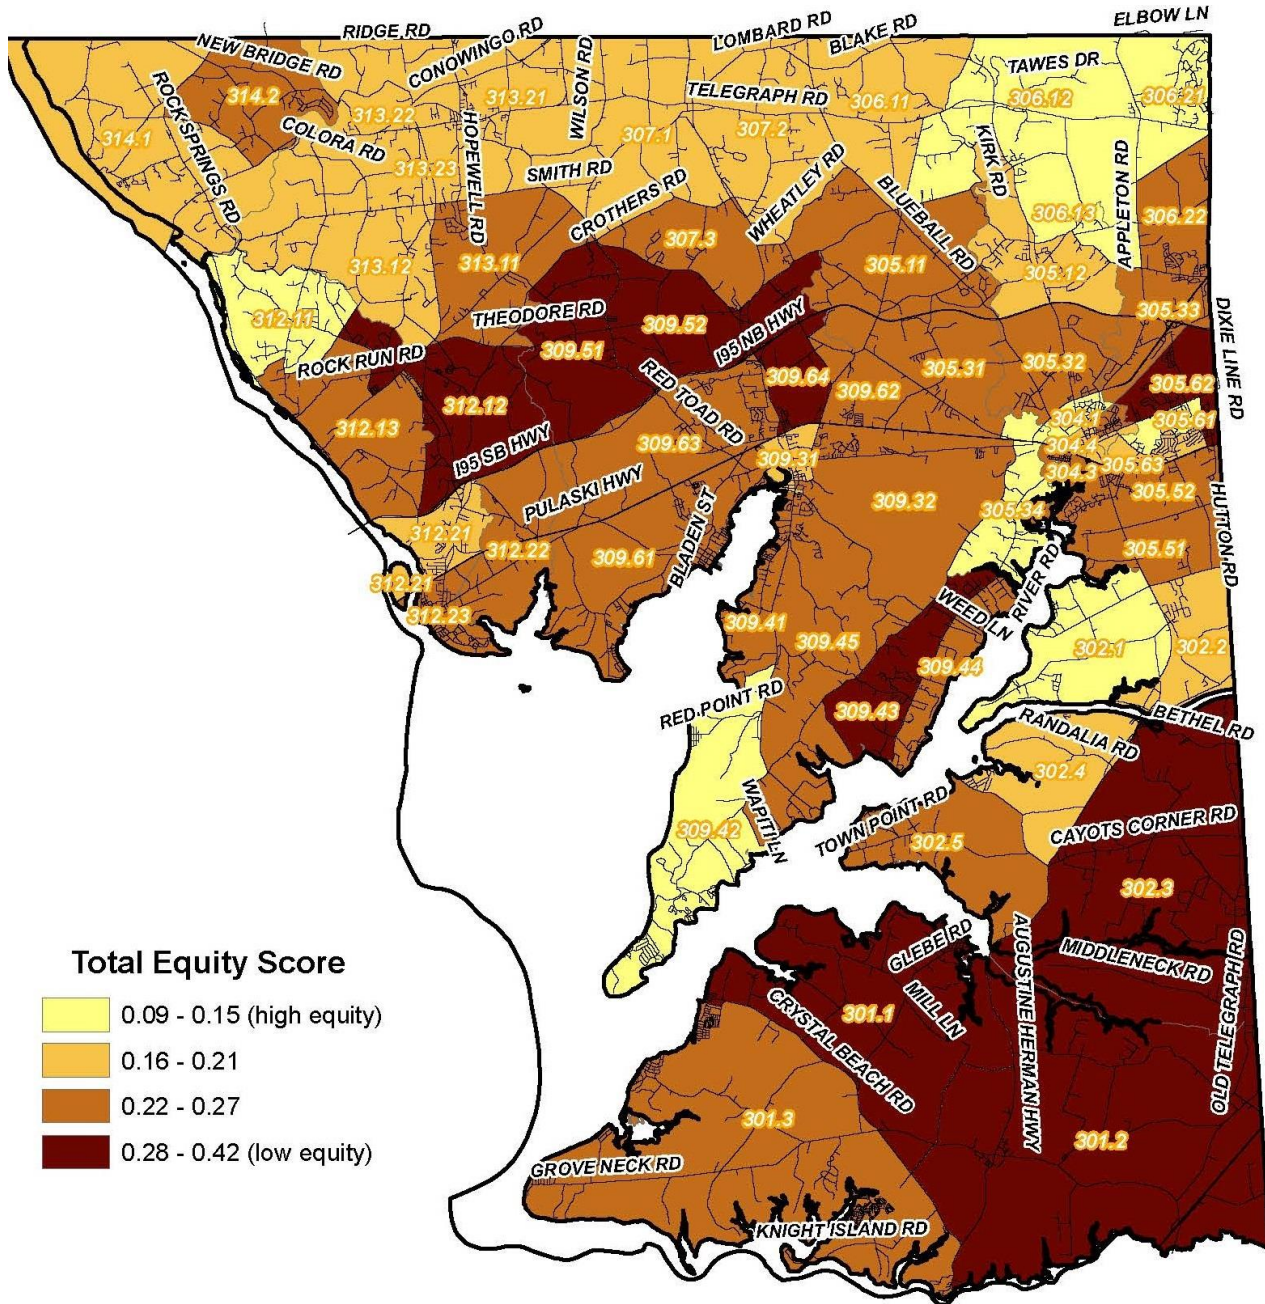 ELBOW LN
RIDGE RD
LOMBARD RD
BLAKE RD
CONOWINGO RD
NEW BRIDGE RD
WILSON RD
TAWES DR
ROCK SPRINGS RD
314.2
313.21
TELEGRAPH RD
306.11
306.12
306.21
313.22
314.1
COLORA RD
HOPEWELL RD
307.1
307.2
KIRK RD
313.23
SMITH RD
CROTHERS RD
WHEATLEY RD
BLUEBALL RD
APPLETON RD
306.13
306.22
307.3
313.12
313.11
305.11
305.12
312.11
THEODORE RD
309.52
I95 NB HWY
305.33
DIXIE LINE RD
ROCK RUN RD
309.51
RED TOAD RD
309.64
309.62
305.31
305.32
305.62
312.12
304.1
305.61
312.13
I95 SB HWY
309.63
309.31
304.4
304.3
305.63
PULASKI HWY
BLADEN ST
309.32
305.34
305.52
HUTTON RD
312.21
312.22
309.61
305.51
312.21
312.23
RIVER RD
WEED LN
309.41
309.45
309.44
302.1
302.2
RED POINT RD
309.43
RANDALIA RD
BETHEL RD
302.4
WAPITI LN
309.42
TOWN POINT RD
302.5
CAYOTS CORNER RD
302.3
AUGUSTINE HERMAN HWY
GLEBE RD
MIDDLENECK RD
OLD TELEGRAPH RD
Total Equity Score
0.09 - 0.15 (high equity)
0.16 - 0.21
0.22 - 0.27
0.28 - 0.42 (low equity)
CRYSTAL BEACH RD
301.1
MILL LN
301.3
301.2
GROVE NECK RD
KNIGHT ISLAND RD